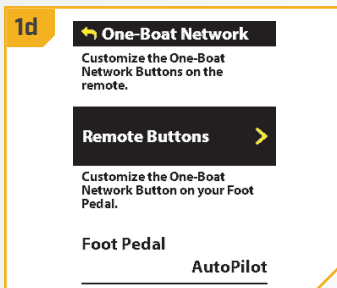 1d
One-Boat Network
Customize the One-Boat
Network Buttons on the
remote.
Remote Buttons
Customize the One-Boat
Network Button on your Foot
Pedal.
Foot Pedal
AutoPilot